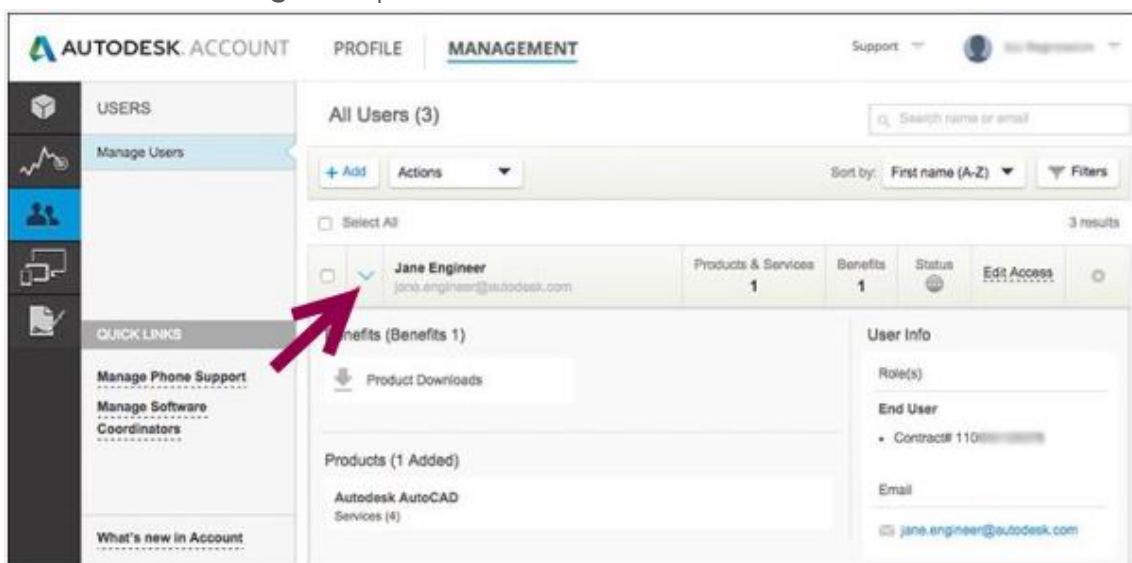 AUTODESK. ACCOUNT
PROFILE
MANAGEMENT
Support
USERS
Manage Users
All Users (3)
Search name or email
+ Add
Actions
Sort by: First name (A-Z)
Filters
Select All
3 results
Jane Engineer
jane.engineer@autodesk.com
Products & Services
1
Benefits
1
Status
Edit Access
QUICK LINKS
Manage Phone Support
Manage Software
Coordinators
What's new in Account
(Benefits 1)
Product Downloads
Products (1 Added)
Autodesk AutoCAD
Services (4)
User Info
Role(s)
End User
• Contract# 110
Email
jane.engineer@autodesk.com